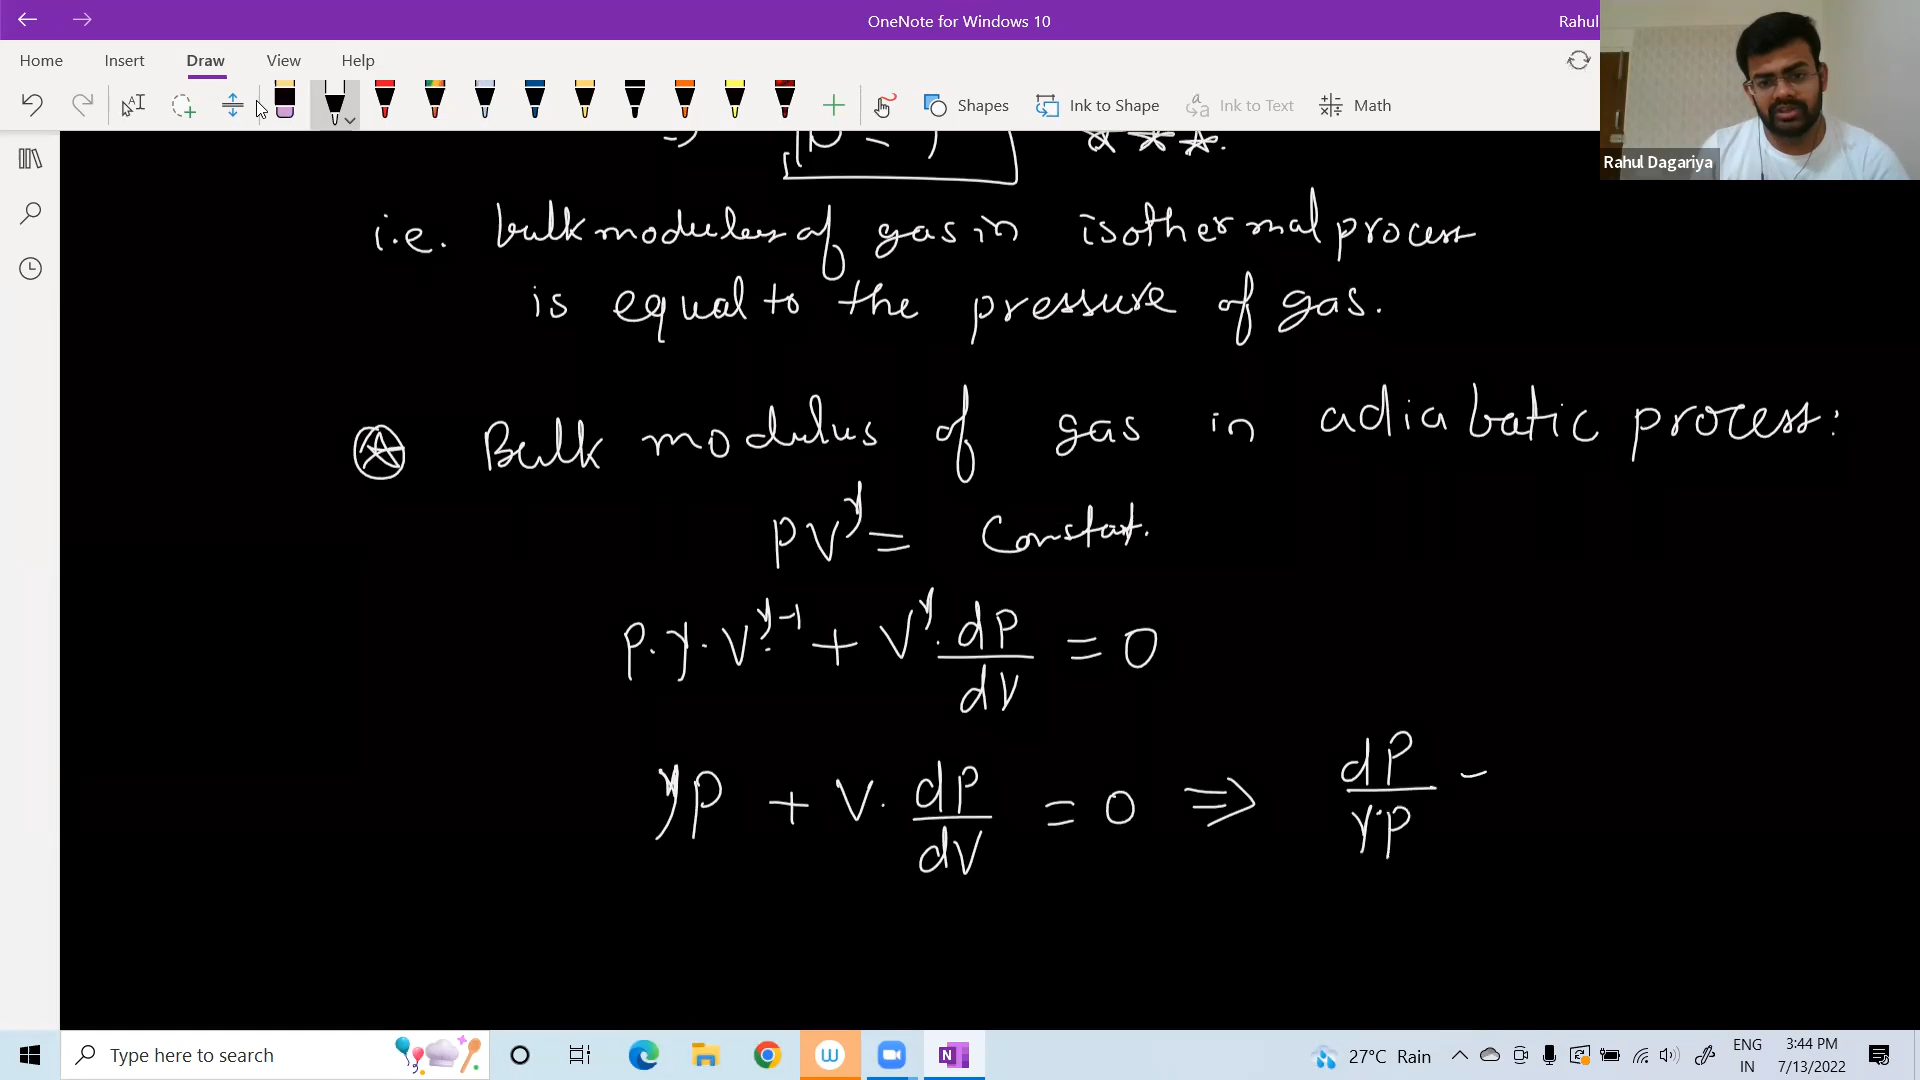 OneNote for Windows 10
Rahul
Home Insert Draw View Help
Shapes Ink to Shape Ink to Text Math
Rahul Dagariya
⇒ ***.
i.e. bulk modulus of gas in isothermal process
is equal to the pressure of gas.
Bulk modulus of gas in adiabatic process:
PV^γ = Constat.
P.γ.V^γ-1 + V^γ. dP/dV = 0
γP + V. dP/dV = 0 ⇒ dP/γ.P -
Type here to search
W
N
27°C Rain
ENG
IN
3:44 PM
7/13/2022